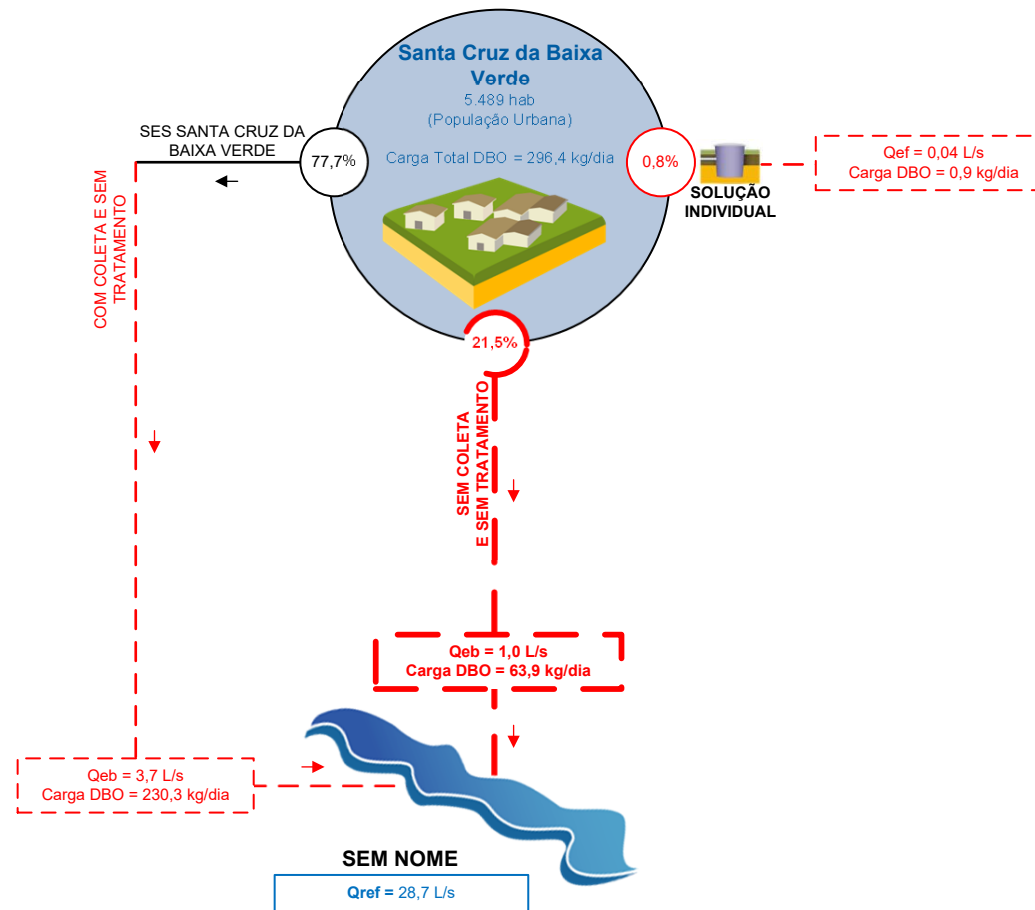 Santa Cruz da Baixa
Verde
5.489 hab
(População Urbana)
Carga Total DBO = 296,4 kg/dia
SES SANTA CRUZ DA
BAIXA VERDE
77,7%
0,8%
SOLUÇÃO
INDIVIDUAL
Qef = 0,04 L/s
Carga DBO = 0,9 kg/dia
COM COLETA E SEM
TRATAMENTO
21,5%
SEM COLETA
E SEM TRATAMENTO
Qeb = 1,0 L/s
Carga DBO = 63,9 kg/dia
Qeb = 3,7 L/s
Carga DBO = 230,3 kg/dia
SEM NOME
Qref = 28,7 L/s